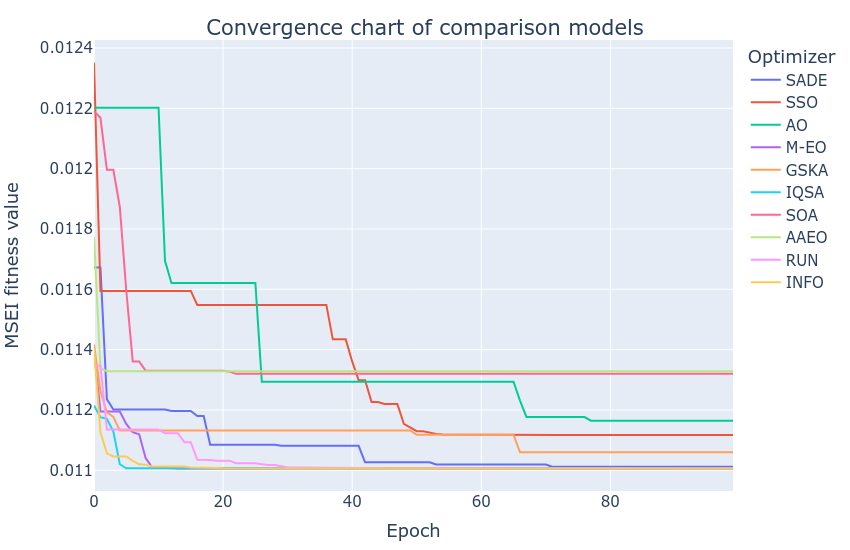 Convergence chart of comparison models
MSEI fitness value
0.0124
0.0122
0.012
0.0118
0.0116
0.0114
0.0112
0.011
0
20
40
60
80
Epoch
Optimizer
SADE
SSO
AO
M-EO
GSKA
IQSA
SOA
AAEO
RUN
INFO